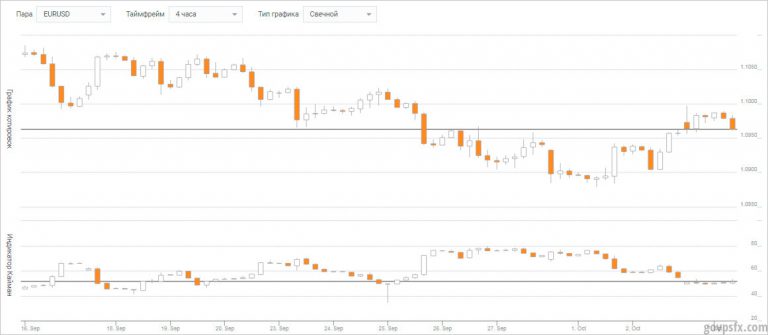 Пара EURUSD Таймфрейм 4 часа Тип графика Свечной
График котировок
1.1050
1.1000
1.0950
1.0900
1.0850
Индикатор Кайман
80
60
40
20
16. Sep 18. Sep 19. Sep 20. Sep 23. Sep 24. Sep 25. Sep 26. Sep 27. Sep 1. Oct 2. Oct
govpsfx.com